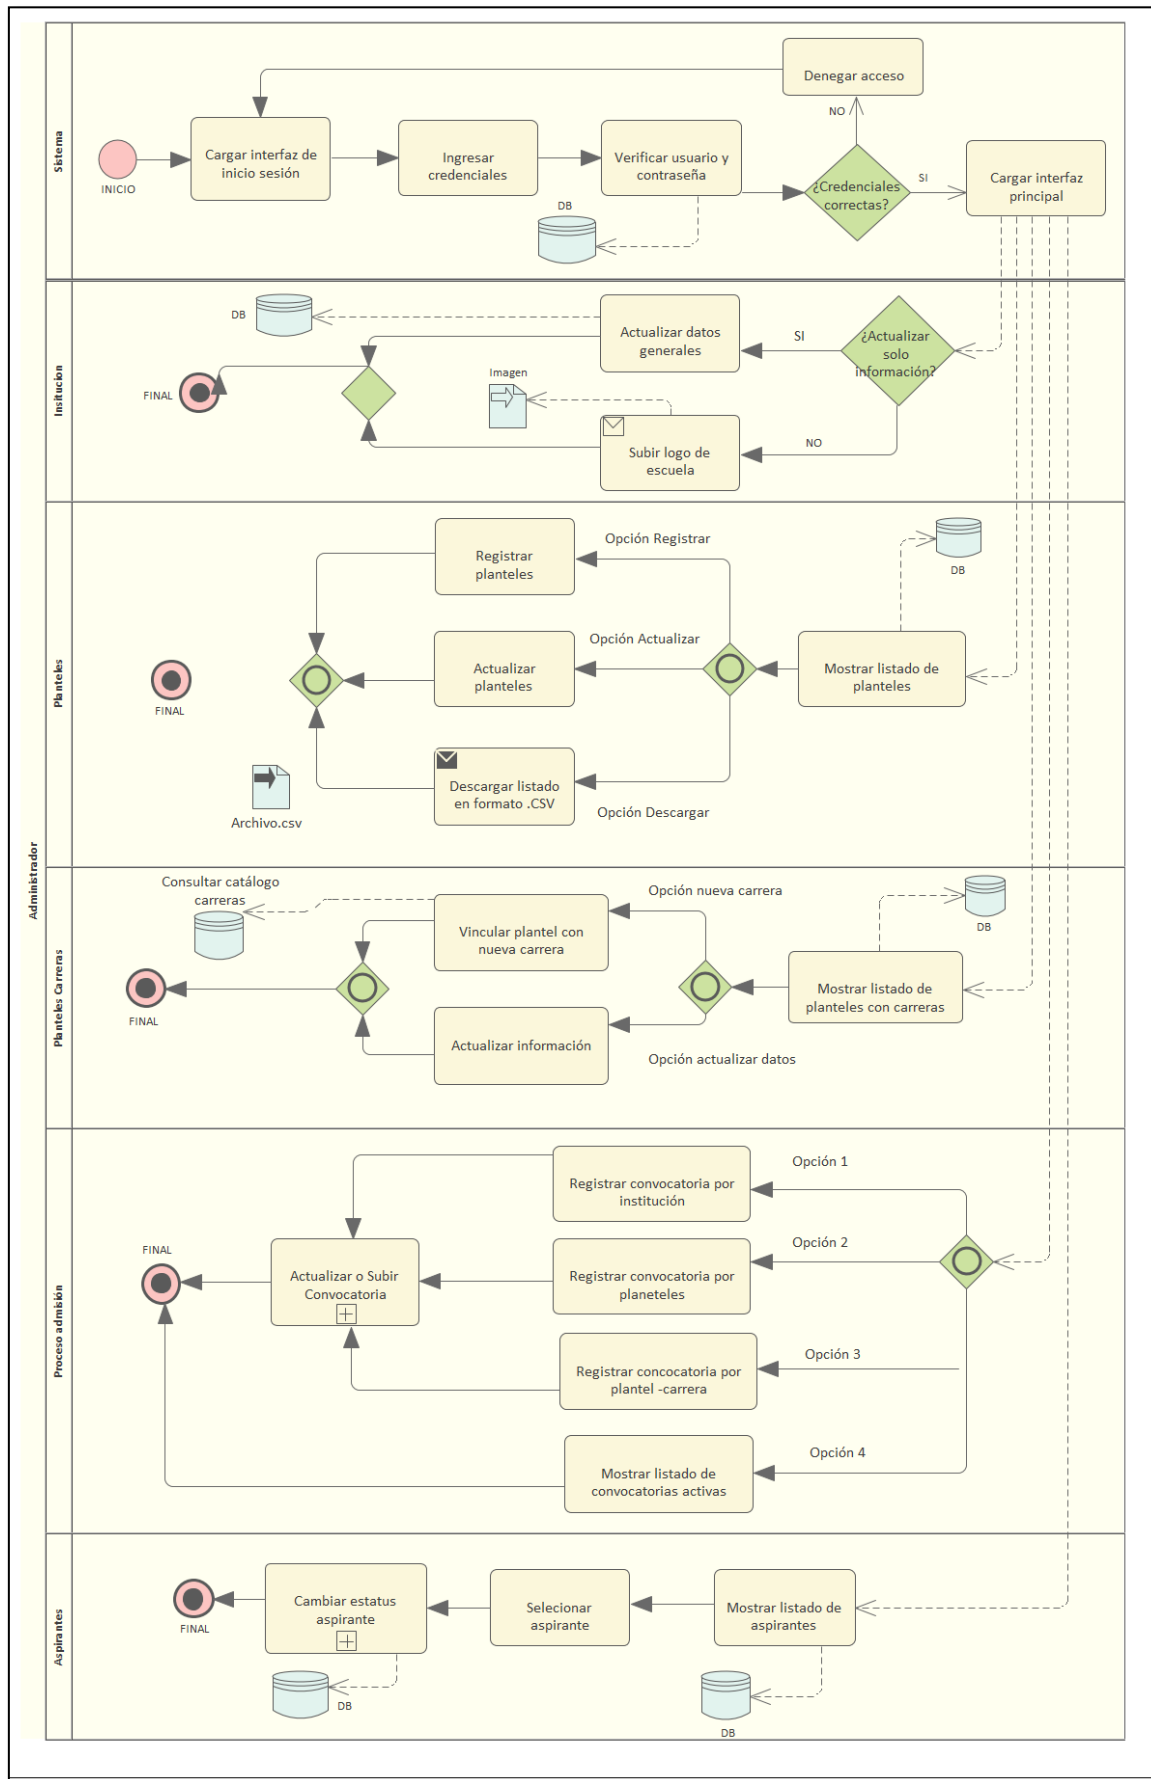 Administrador
Sistema
Denegar acceso
NO
Cargar interfaz de
inicio sesión
INICIO
Ingresar
credenciales
Verificar usuario y
contraseña
DB
¿Credenciales
correctas?
SI
Cargar interfaz
principal
Insitucion
DB
Actualizar datos
generales
SI
¿Actualizar
solo
información?
FINAL
Imagen
Subir logo de
escuela
NO
Planteles
Registrar
planteles
Opción Registrar
DB
Actualizar
planteles
Opción Actualizar
Mostrar listado de
planteles
FINAL
Descargar listado
en formato .CSV
Opción Descargar
Archivo.csv
Planteles Carreras
Consultar catálogo
carreras
Vincular plantel con
nueva carrera
Opción nueva carrera
DB
Mostrar listado de
planteles con carreras
FINAL
Actualizar información
Opción actualizar datos
Proceso admisión
Registrar convocatoria por
institución
Opción 1
FINAL
Actualizar o Subir
Convocatoria
Registrar convocatoria por
planeteles
Opción 2
Registrar concocatoria por
plantel -carrera
Opción 3
Mostrar listado de
convocatorias activas
Opción 4
Aspirantes
FINAL
Cambiar estatus
aspirante
Selecionar
aspirante
Mostrar listado de
aspirantes
DB
DB